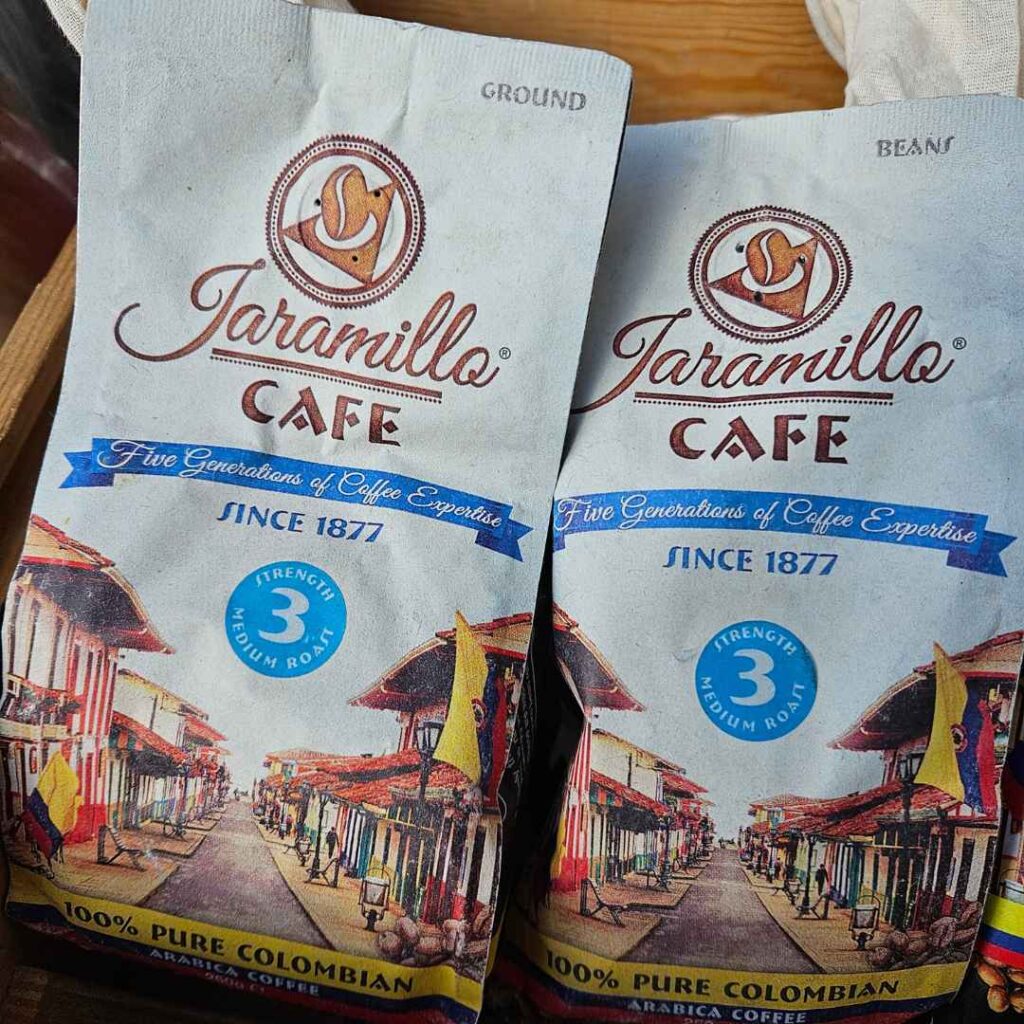 GROUND
Jaramillo®
CAFE
Five Generations of Coffee Expertise
SINCE 1877
STRENGTH
3
MEDIUM ROAST
100% PURE COLOMBIAN
ARABICA COFFEE
BEANS
Jaramillo®
CAFE
Five Generations of Coffee Expertise
SINCE 1877
STRENGTH
3
MEDIUM ROAST
100% PURE COLOMBIAN
ARABICA COFFEE